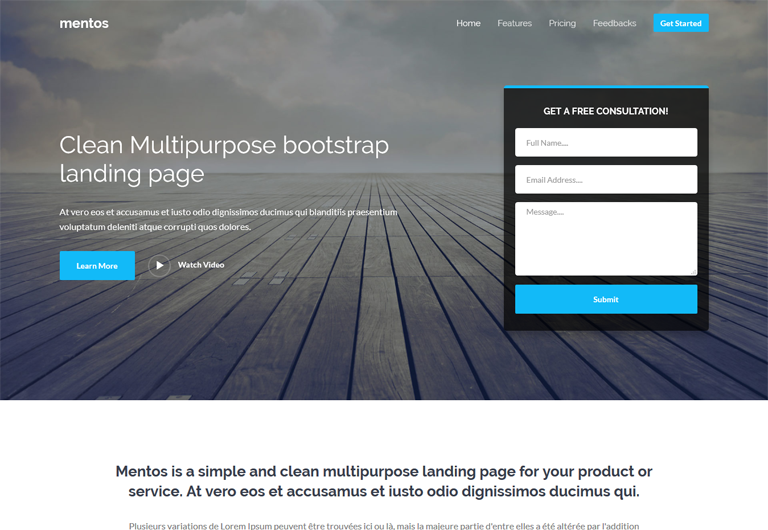 mentos
Home Features Pricing Feedbacks Get Started
GET A FREE CONSULTATION!
Full Name....
Email Address....
Message....
Submit
Clean Multipurpose bootstrap
landing page
At vero eos et accusamus et iusto odio dignissimos ducimus qui blanditiis praesentium
voluptatum deleniti atque corrupti quos dolores.
Learn More Watch Video
Mentos is a simple and clean multipurpose landing page for your product or
service. At vero eos et accusamus et iusto odio dignissimos ducimus qui.
Plusieurs variations de Lorem Ipsum peuvent être trouvées ici ou là, mais la majeure partie d'entre elles a été altérée par l'addition